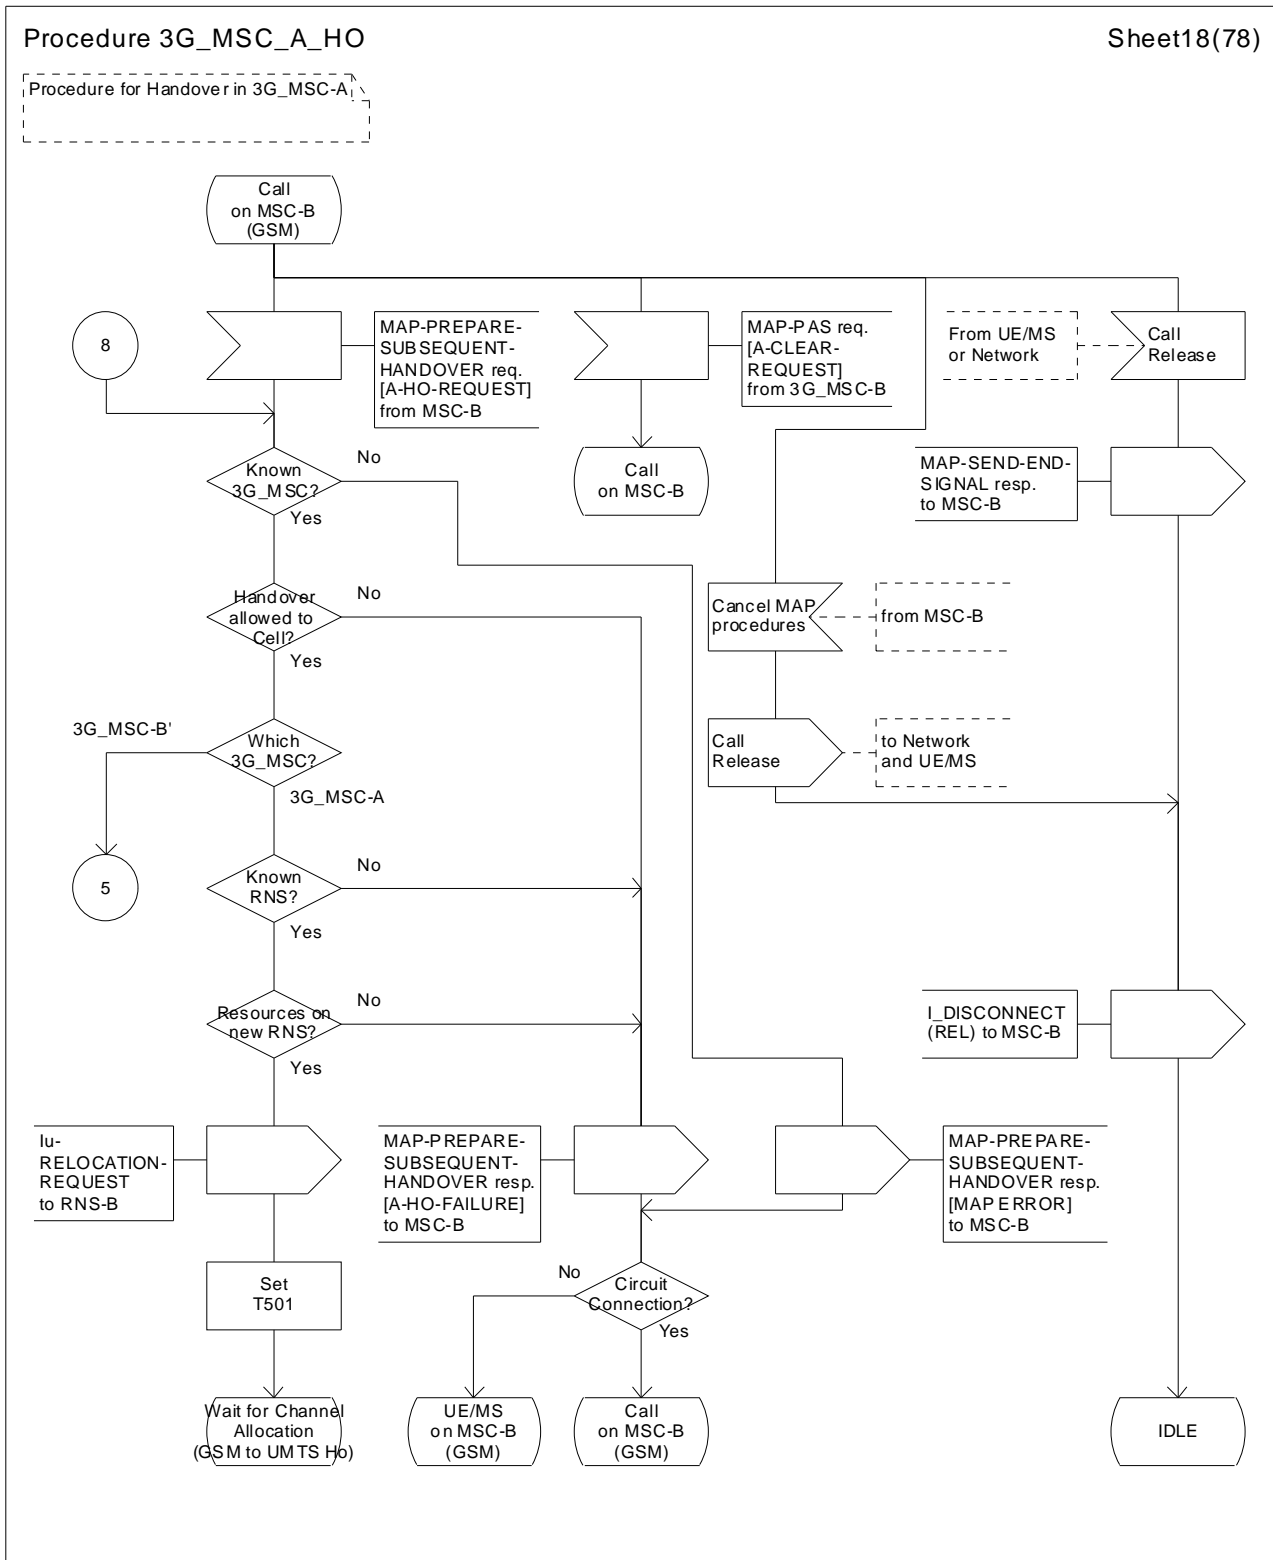 Procedure 3G_MSC_A_HO
Sheet18(78)
Procedure for Handover in 3G_MSC-A
Call
on MSC-B
(GSM)
8
MAP-PREPARE-
SUBSEQUENT-
HANDOVER req.
[A-HO-REQUEST]
from MSC-B
MAP-PAS req.
[A-CLEAR-
REQUEST]
from 3G_MSC-B
From UE/MS
or Network
Call
Release
Known
3G_MSC?
No
Yes
Call
on MSC-B
MAP-SEND-END-
SIGNAL resp.
to MSC-B
Handover
allowed to
Cell?
No
Yes
Cancel MAP
procedures
from MSC-B
3G_MSC-B'
Which
3G_MSC?
3G_MSC-A
Call
Release
to Network
and UE/MS
5
Known
RNS?
No
Yes
Resources on
new RNS?
No
Yes
I_DISCONNECT
(REL) to MSC-B
Iu-
RELOCATION-
REQUEST
to RNS-B
MAP-PREPARE-
SUBSEQUENT-
HANDOVER resp.
[A-HO-FAILURE]
to MSC-B
MAP-PREPARE-
SUBSEQUENT-
HANDOVER resp.
[MAP ERROR]
to MSC-B
Set
T501
No
Circuit
Connection?
Yes
Wait for Channel
Allocation
(GSM to UMTS Ho)
UE/MS
on MSC-B
(GSM)
Call
on MSC-B
(GSM)
IDLE